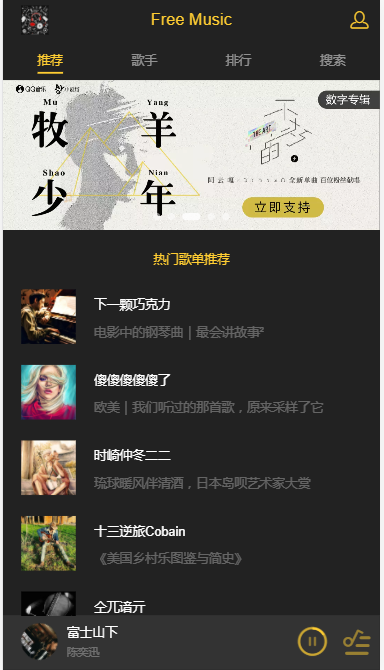 Free Music
推荐
歌手
排行
搜索
QQ音乐
数字专辑
Mu
Yang
牧
羊
Shao
Nian
少
年
立即支持
热门歌单推荐
下一颗巧克力
电影中的钢琴曲｜最会讲故事²
傻傻傻傻傻了
欧美｜我们听过的那首歌，原来采样了它
时崎仲冬二二
琉球暖风伴清酒，日本岛呗艺术家大赏
十三逆旅Cobain
《美国乡村乐图鉴与简史》
富士山下
陈奕迅